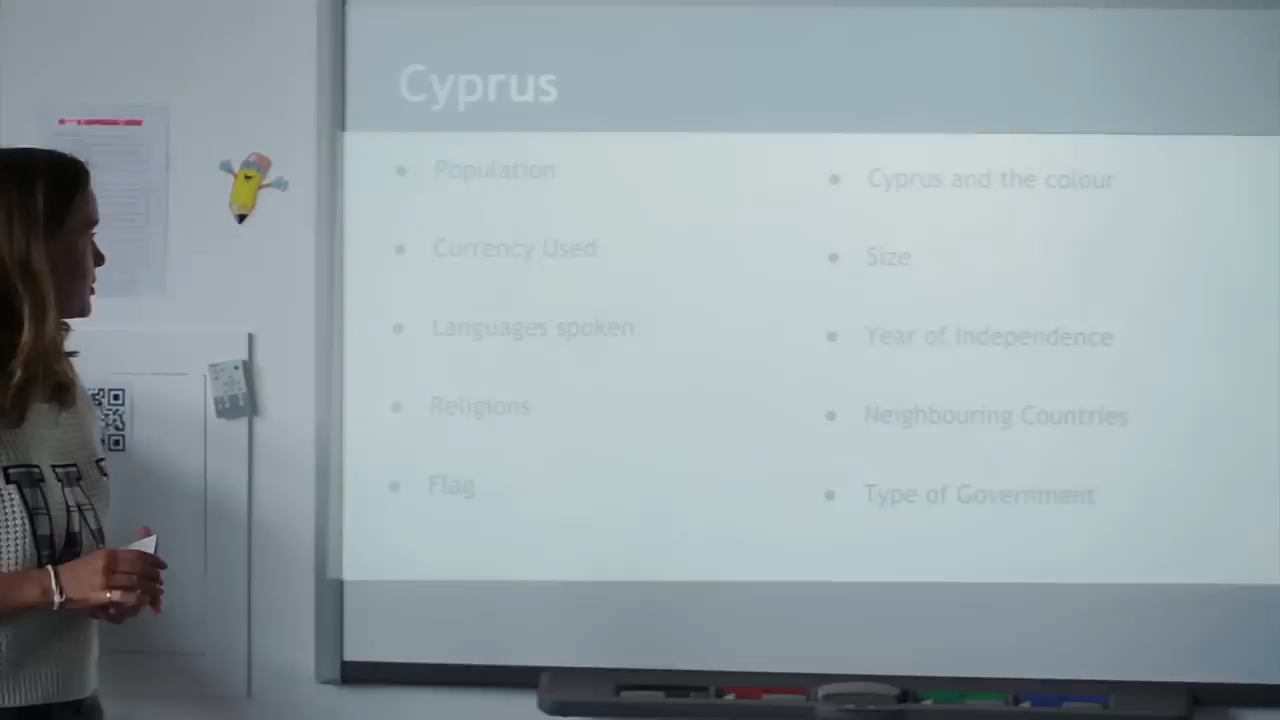 Cyprus
Population
Currency Used
Languages spoken
Religions
Flag
Cyprus and the colour
Size
Year of Independence
Neighbouring Countries
Type of Government